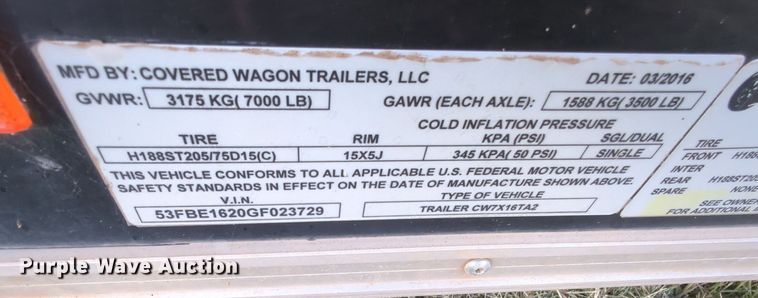 MFD BY: COVERED WAGON TRAILERS, LLC DATE: 03/2016
GVWR: 3175 KG( 7000 LB) GAWR (EACH AXLE): 1588 KG( 3500 LB)
COLD INFLATION PRESSURE
TIRE RIM KPA (PSI) SGL/DUAL
H188ST205/75D15(C) 15X5J 345 KPA( 50 PSI) SINGLE
THIS VEHICLE CONFORMS TO ALL APPLICABLE U.S. FEDERAL MOTOR VEHICLE
SAFETY STANDARDS IN EFFECT ON THE DATE OF MANUFACTURE SHOWN ABOVE.
V.I.N. TYPE OF VEHICLE
53FBE1620GF023729 TRAILER CW7X16TA2
TIRE
FRONT H188
INTER
REAR H188ST20
SPARE NONE
SEE OWNER
FOR ADDITIONAL
Purple Wave Auction